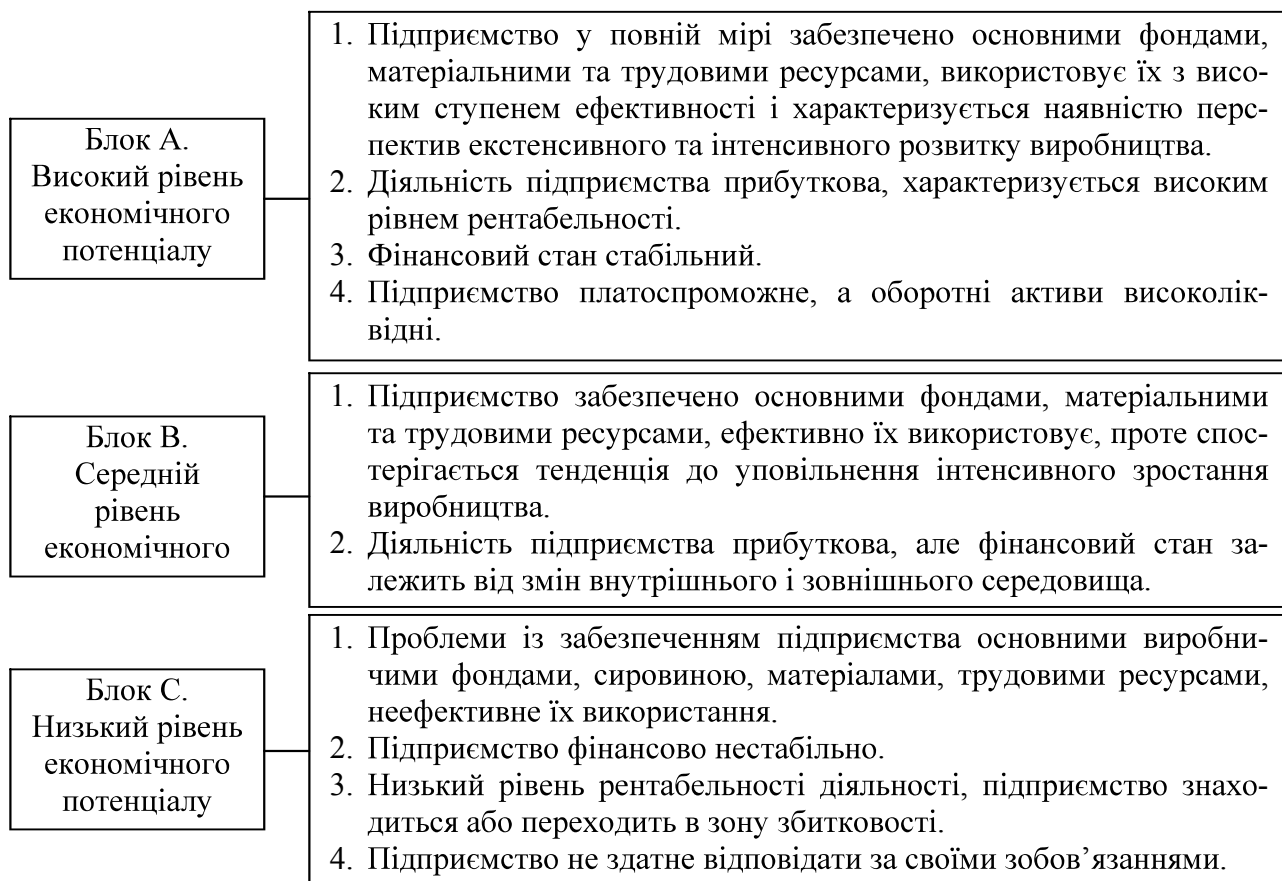 Блок А.
Високий рівень
економічного
потенціалу
1. Підприємство у повній мірі забезпечено основними фондами,
матеріальними та трудовими ресурсами, використовує їх з висо-
ким ступенем ефективності і характеризується наявністю перс-
пектив екстенсивного та інтенсивного розвитку виробництва.
2. Діяльність підприємства прибуткова, характеризується високим
рівнем рентабельності.
3. Фінансовий стан стабільний.
4. Підприємство платоспроможне, а оборотні активи високолік-
відні.
Блок В.
Середній
рівень
економічного
1. Підприємство забезпечено основними фондами, матеріальними
та трудовими ресурсами, ефективно їх використовує, проте спос-
терігається тенденція до уповільнення інтенсивного зростання
виробництва.
2. Діяльність підприємства прибуткова, але фінансовий стан за-
лежить від змін внутрішнього і зовнішнього середовища.
Блок С.
Низький рівень
економічного
потенціалу
1. Проблеми із забезпеченням підприємства основними виробни-
чими фондами, сировиною, матеріалами, трудовими ресурсами,
неефективне їх використання.
2. Підприємство фінансово нестабільно.
3. Низький рівень рентабельності діяльності, підприємство знахо-
диться або переходить в зону збитковості.
4. Підприємство не здатне відповідати за своїми зобов’язаннями.